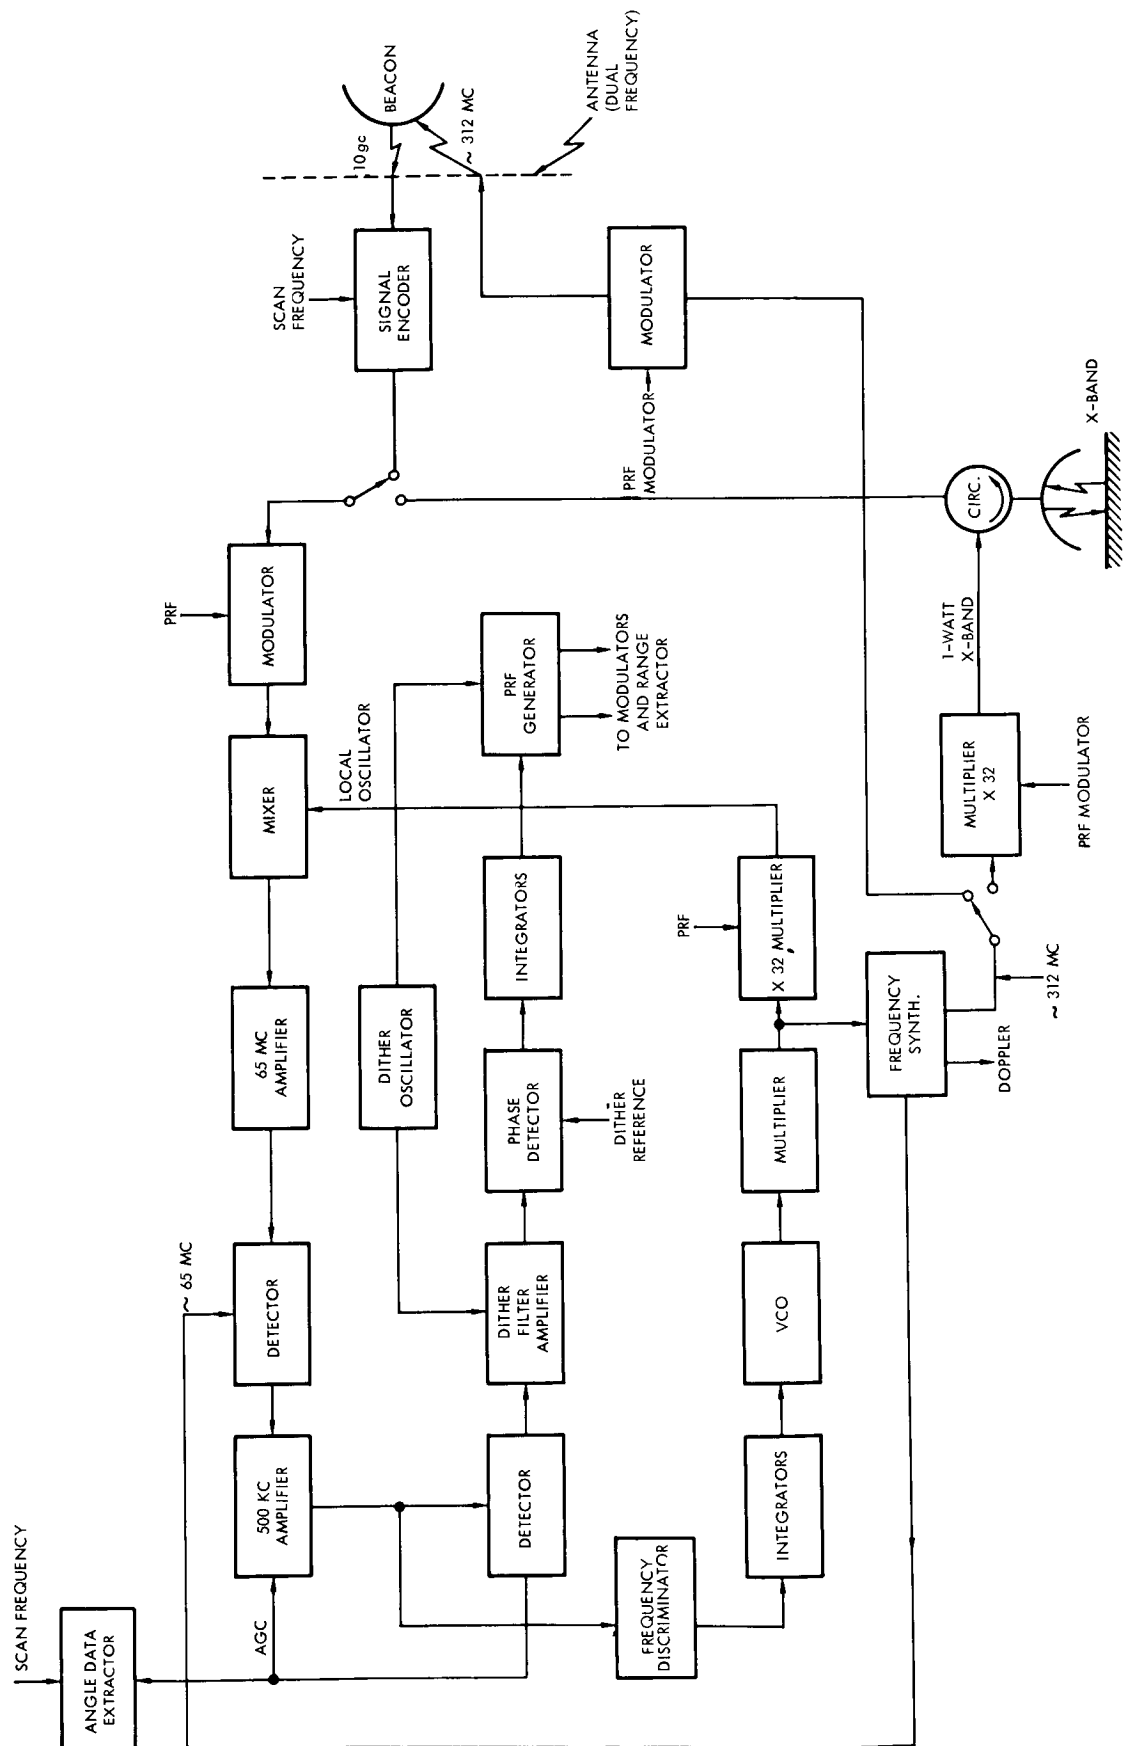 SCAN FREQUENCY
ANGLE DATA
EXTRACTOR
AGC
500 KC
AMPLIFIER
~ 65 MC
DETECTOR
65 MC
AMPLIFIER
MIXER
LOCAL
OSCILLATOR
PRF
MODULATOR
SCAN
FREQUENCY
SIGNAL
ENCODER
10gc
BEACON
~ 312 MC
ANTENNA
(DUAL
FREQUENCY)
DITHER
OSCILLATOR
DETECTOR
DITHER
FILTER
AMPLIFIER
PHASE
DETECTOR
DITHER
REFERENCE
INTEGRATORS
PRF
GENERATOR
TO MODULATORS
AND RANGE
EXTRACTOR
PRF
MODULATOR
MODULATOR
FREQUENCY
DISCRIMINATOR
INTEGRATORS
VCO
MULTIPLIER
PRF
X 32 MULTIPLIER
FREQUENCY
SYNTH.
DOPPLER
~ 312 MC
MULTIPLIER
X 32
PRF MODULATOR
1-WATT
X-BAND
CIRC.
X-BAND